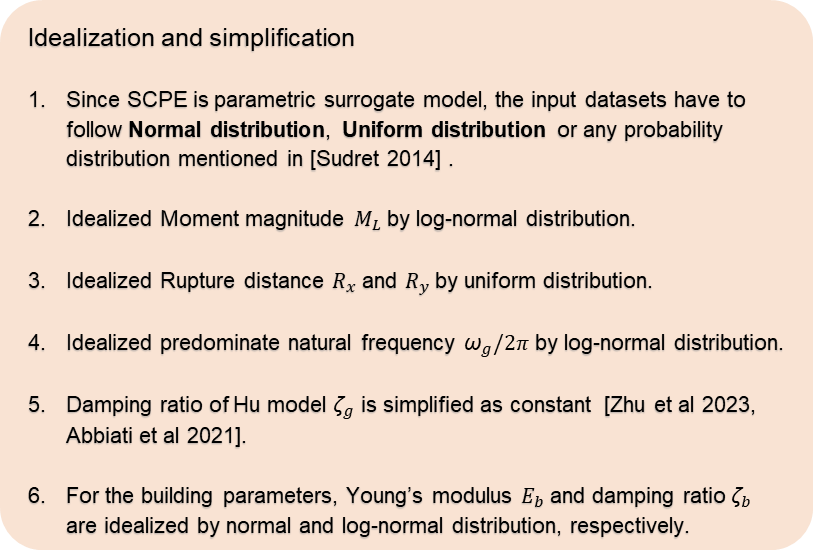 Idealization and simplification
1. Since SCPE is parametric surrogate model, the input datasets have to
follow Normal distribution, Uniform distribution or any probability
distribution mentioned in [Sudret 2014] .
2. Idealized Moment magnitude M_L by log-normal distribution.
3. Idealized Rupture distance R_x and R_y by uniform distribution.
4. Idealized predominate natural frequency ω_g/2π by log-normal distribution.
5. Damping ratio of Hu model ζ_g is simplified as constant [Zhu et al 2023,
Abbiati et al 2021].
6. For the building parameters, Young’s modulus E_b and damping ratio ζ_b
are idealized by normal and log-normal distribution, respectively.